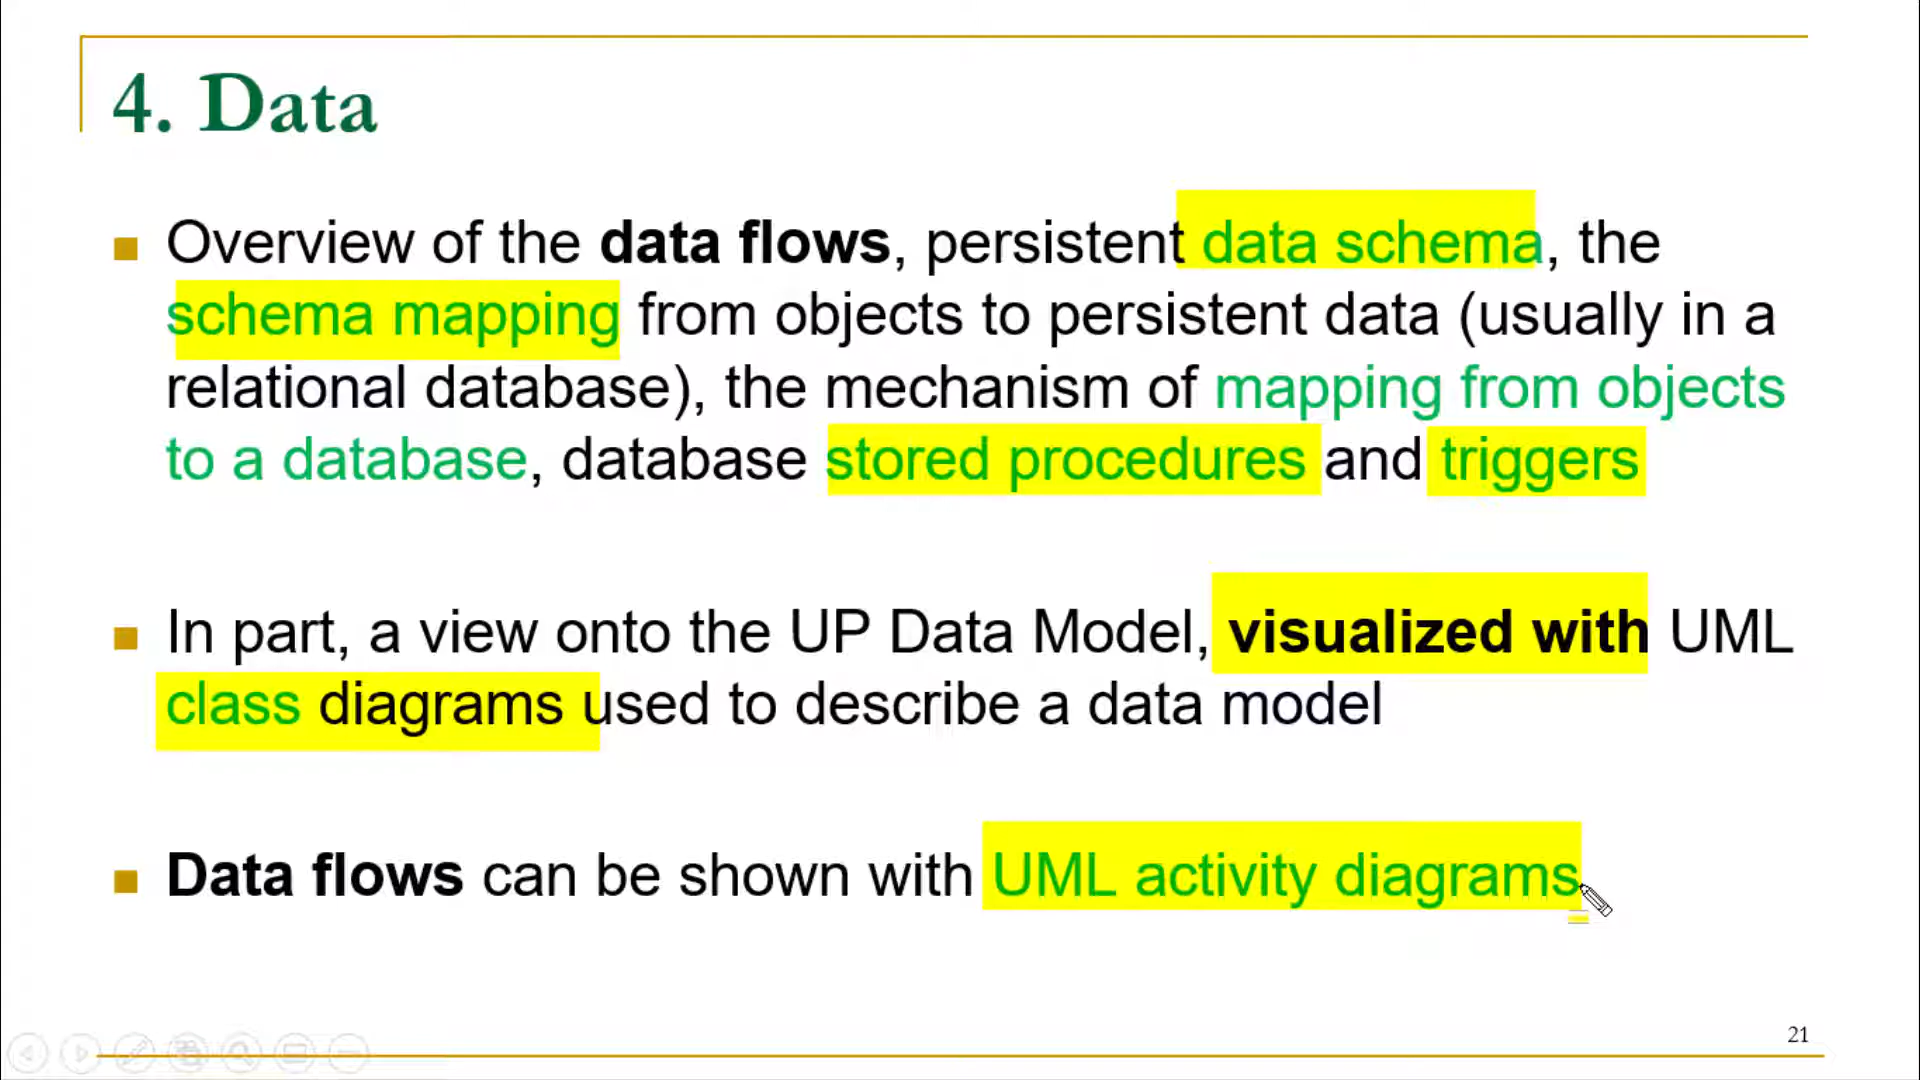 4. Data
Overview of the data flows, persistent data schema, the
schema mapping from objects to persistent data (usually in a
relational database), the mechanism of mapping from objects
to a database, database stored procedures and triggers
In part, a view onto the UP Data Model, visualized with UML
class diagrams used to describe a data model
Data flows can be shown with UML activity diagrams
21